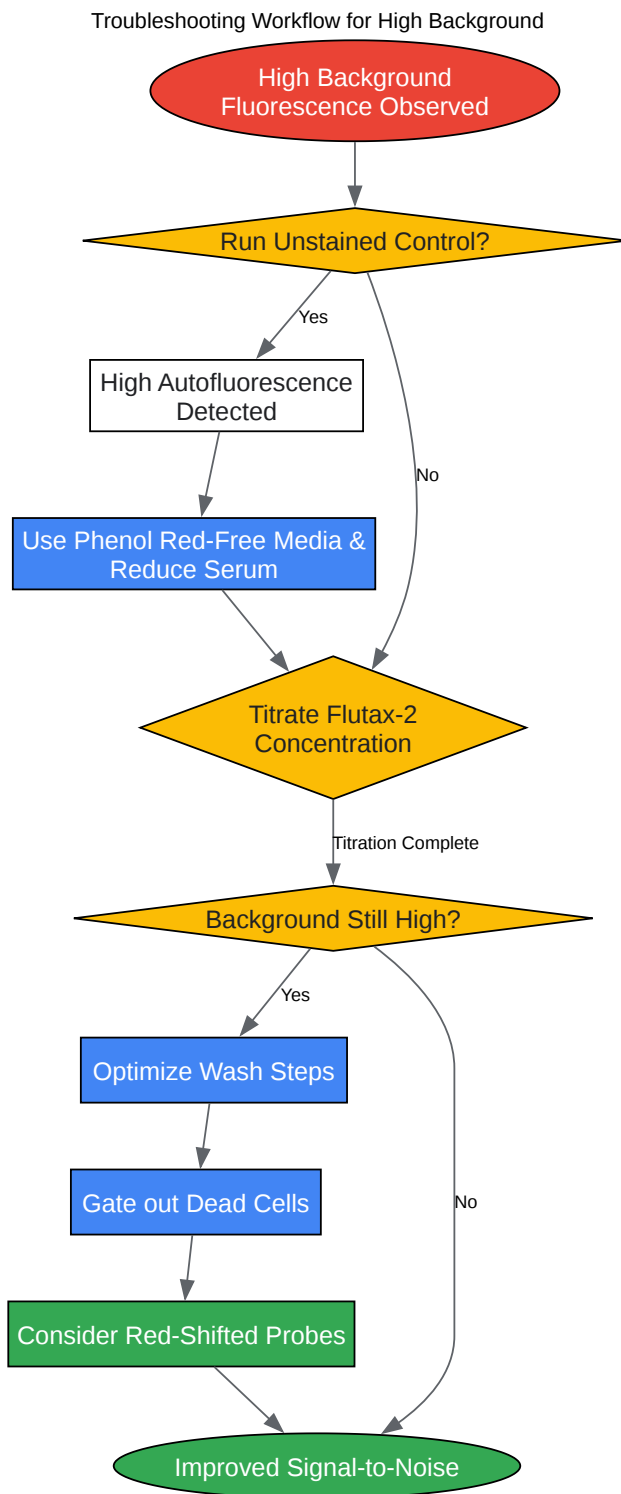 Troubleshooting Workflow for High Background
High Background
Fluorescence Observed
Run Unstained Control?
Yes
High Autofluorescence
Detected
No
Use Phenol Red-Free Media &
Reduce Serum
Titrate Flutax-2
Concentration
Titration Complete
Background Still High?
Yes
Optimize Wash Steps
Gate out Dead Cells
No
Consider Red-Shifted Probes
Improved Signal-to-Noise